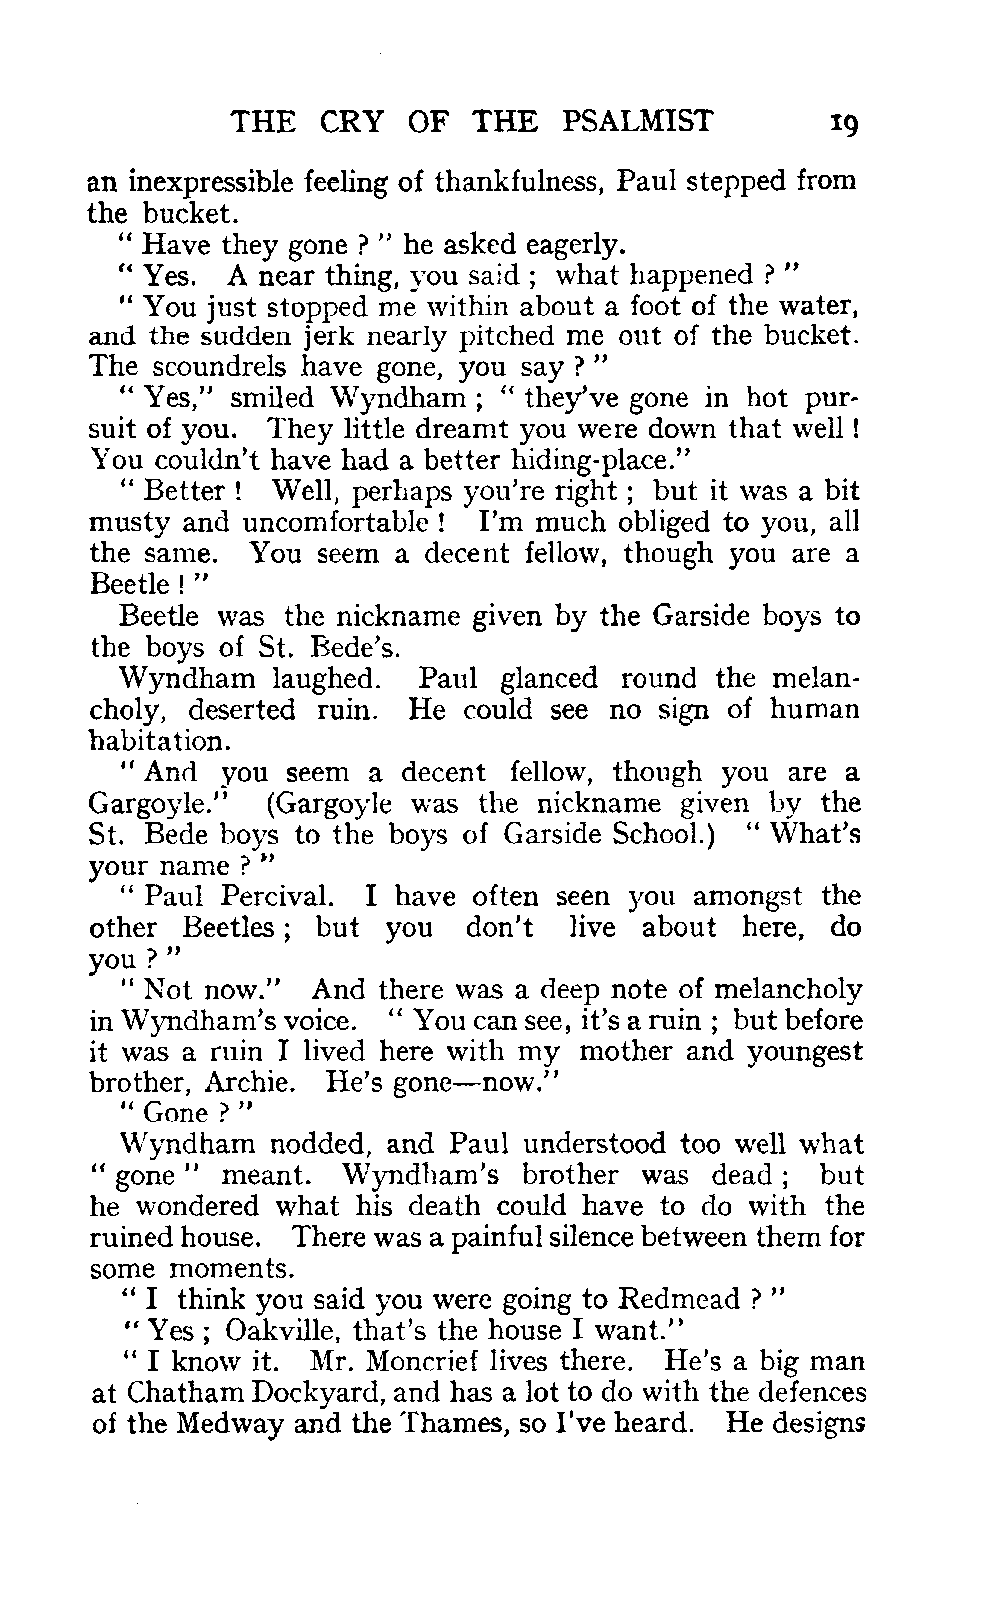 THE CRY OF THE PSALMIST 19
an inexpressible feeling of thankfulness, Paul stepped from
the bucket.
" Have they gone ? " he asked eagerly.
" Yes. A near thing, you said ; what happened ? "
" You just stopped me within about a foot of the water,
and the sudden jerk nearly pitched me out of the bucket.
The scoundrels have gone, you say ? "
" Yes," smiled Wyndham ; " they've gone in hot pur-
suit of you. They little dreamt you were down that well !
You couldn't have had a better hiding-place."
" Better ! Well, perhaps you're right ; but it was a bit
musty and uncomfortable ! I'm much obliged to you, all
the same. You seem a decent fellow, though you are a
Beetle ! "
Beetle was the nickname given by the Garside boys to
the boys of St. Bede's.
Wyndham laughed. Paul glanced round the melan-
choly, deserted ruin. He could see no sign of human
habitation.
" And you seem a decent fellow, though you are a
Gargoyle." (Gargoyle was the nickname given by the
St. Bede boys to the boys of Garside School.) " What's
your name ? "
" Paul Percival. I have often seen you amongst the
other Beetles ; but you don't live about here, do
you ? "
" Not now." And there was a deep note of melancholy
in Wyndham's voice. " You can see, it's a ruin ; but before
it was a ruin I lived here with my mother and youngest
brother, Archie. He's gone—now."
" Gone ? "
Wyndham nodded, and Paul understood too well what
" gone " meant. Wyndham's brother was dead ; but
he wondered what his death could have to do with the
ruined house. There was a painful silence between them for
some moments.
" I think you said you were going to Redmead ? "
" Yes ; Oakville, that's the house I want."
" I know it. Mr. Moncrief lives there. He's a big man
at Chatham Dockyard, and has a lot to do with the defences
of the Medway and the Thames, so I've heard. He designs